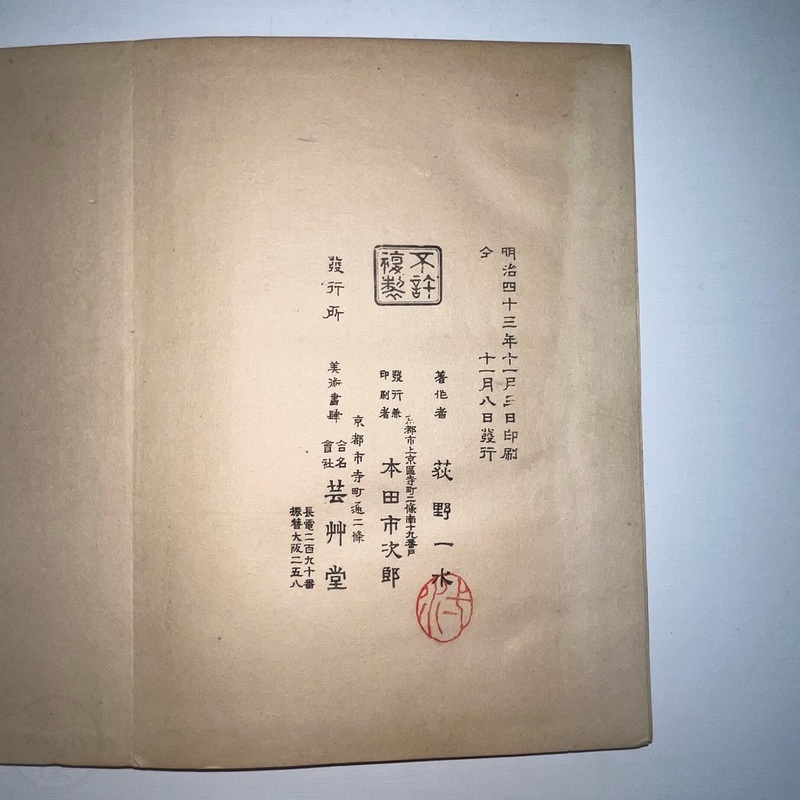 明治四十三年十一月三日印刷
仝　十一月八日發行
著作者　荻野一水
不許複製
都市上京區寺町二條南十九番戸
發行兼印刷者　本田市次郎
京都市寺町通二條
發行所　美術書肆　合名會社　芸艸堂
長電二百九十番
振替大阪二五八